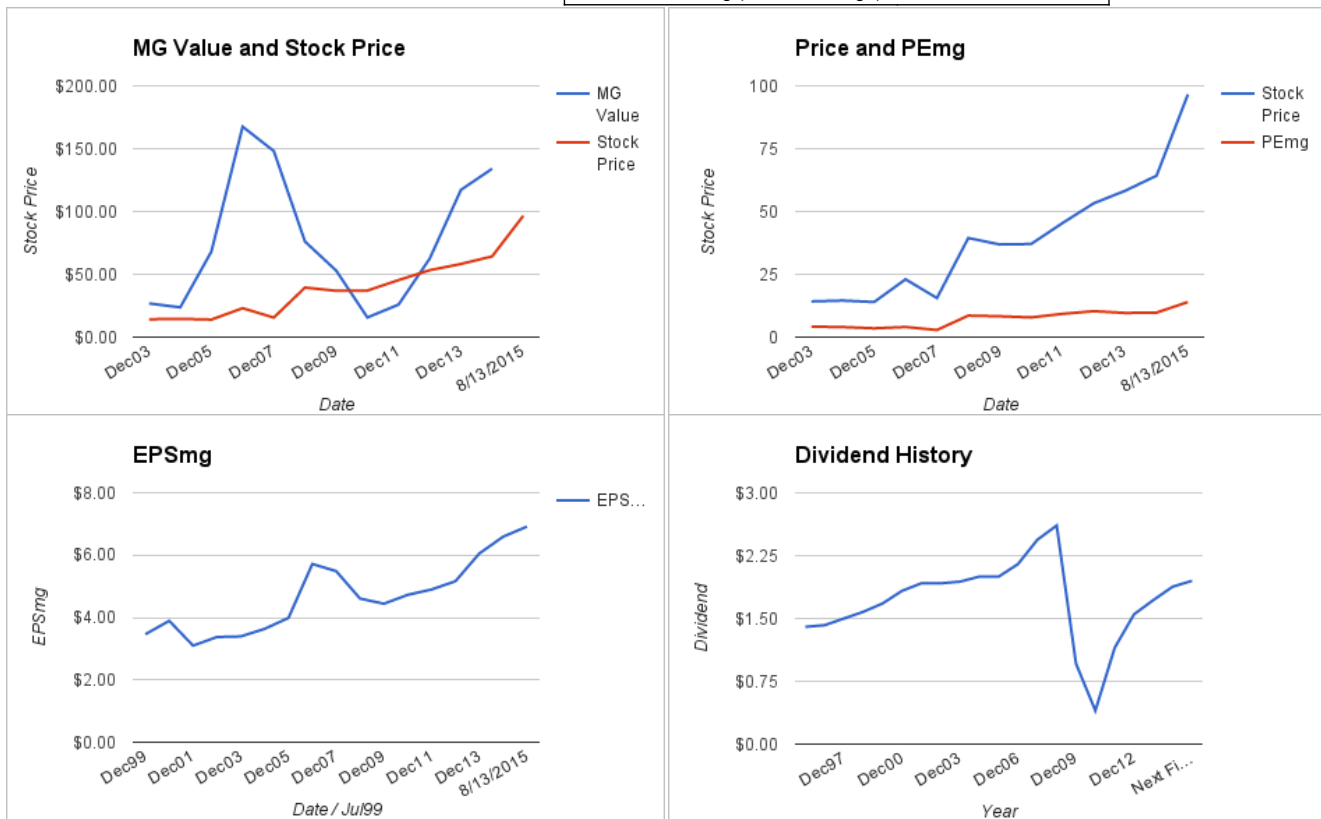 MG Value and Stock Price
$200.00
$150.00
$100.00
$50.00
$0.00
Stock Price
MG
Value
Stock
Price
Dec03
Dec05
Dec07
Dec09
Dec11
Dec13
8/13/2015
Date
Price and PEmg
100
75
50
25
0
Stock Price
Stock
Price
PEmg
Dec03
Dec05
Dec07
Dec09
Dec11
Dec13
8/13/2015
Date
EPSmg
$8.00
$6.00
$4.00
$2.00
$0.00
EPSmg
EPS...
Dec99
Dec01
Dec03
Dec05
Dec07
Dec09
Dec11
Dec13
8/13/2015
Date / Jul99
Dividend History
$3.00
$2.25
$1.50
$0.75
$0.00
Dividend
Dec97
Dec00
Dec03
Dec06
Dec09
Dec12
Next Fi...
Year